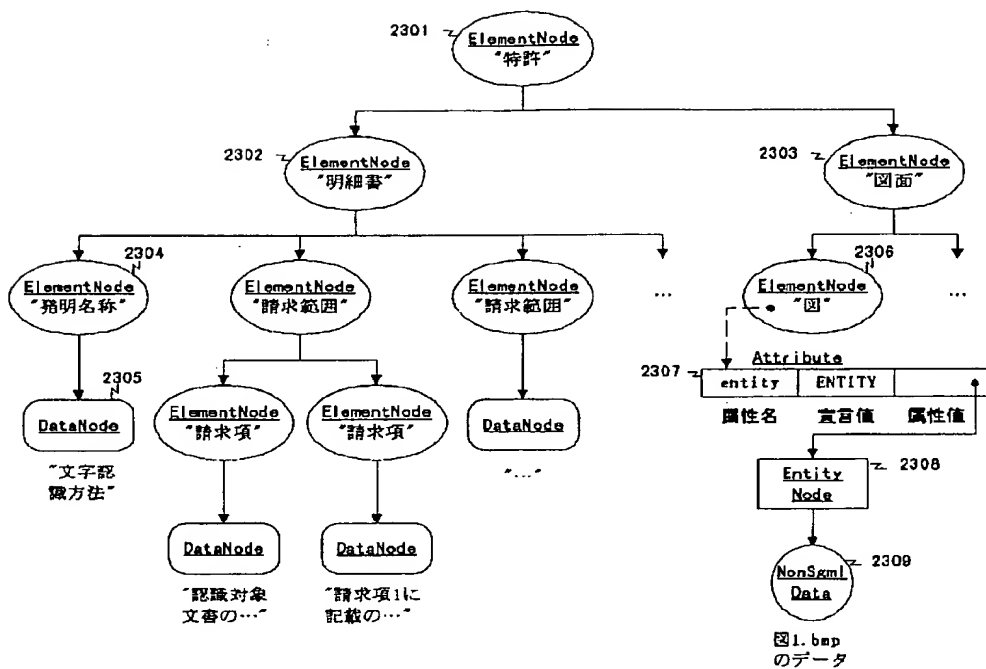 2301
ElementNode
"特許"
2302
ElementNode
"明細書"
2303
ElementNode
"図面"
2304
ElementNode
"発明名称"
ElementNode
"請求範囲"
ElementNode
"請求範囲"
…
2306
ElementNode
"図"
…
2305
DataNode
"文字認
識方法"
ElementNode
"請求項"
ElementNode
"請求項"
DataNode
"…"
Attribute
2307
entity
ENTITY
属性名
宣言値
属性値
2308
Entity
Node
DataNode
"認識対象
文書の…"
DataNode
"請求項1に
記載の…"
2309
NonSgml
Data
図1.bmp
のデータ